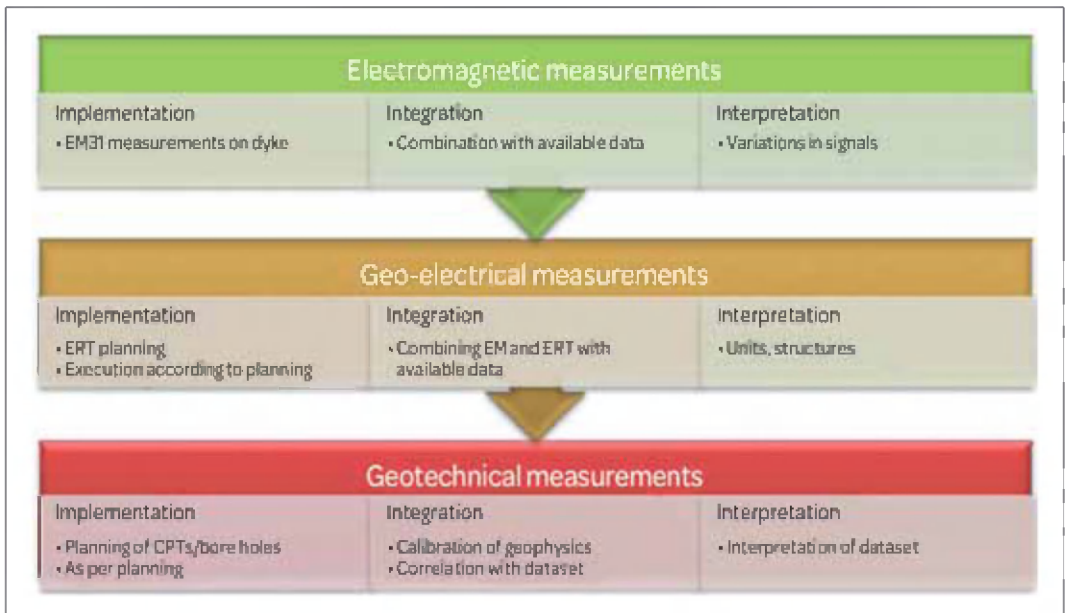 Electromagnetic measurements
Implementation
• EM31 measurements on dyke
Integration
• Combination with available data
Interpretation
• Variations in signals
Geo-electrical measurements
Implementation
• ERT planning
• Execution according to planning
Integration
• Combining EM and ERT with
available data
Interpretation
• Units, structures
Geotechnical measurements
Implementation
• Planning of CPTs/bore holes
• As per planning
Integration
• Calibration of geophysics
• Correlation with dataset
Interpretation
• Interpretation of dataset